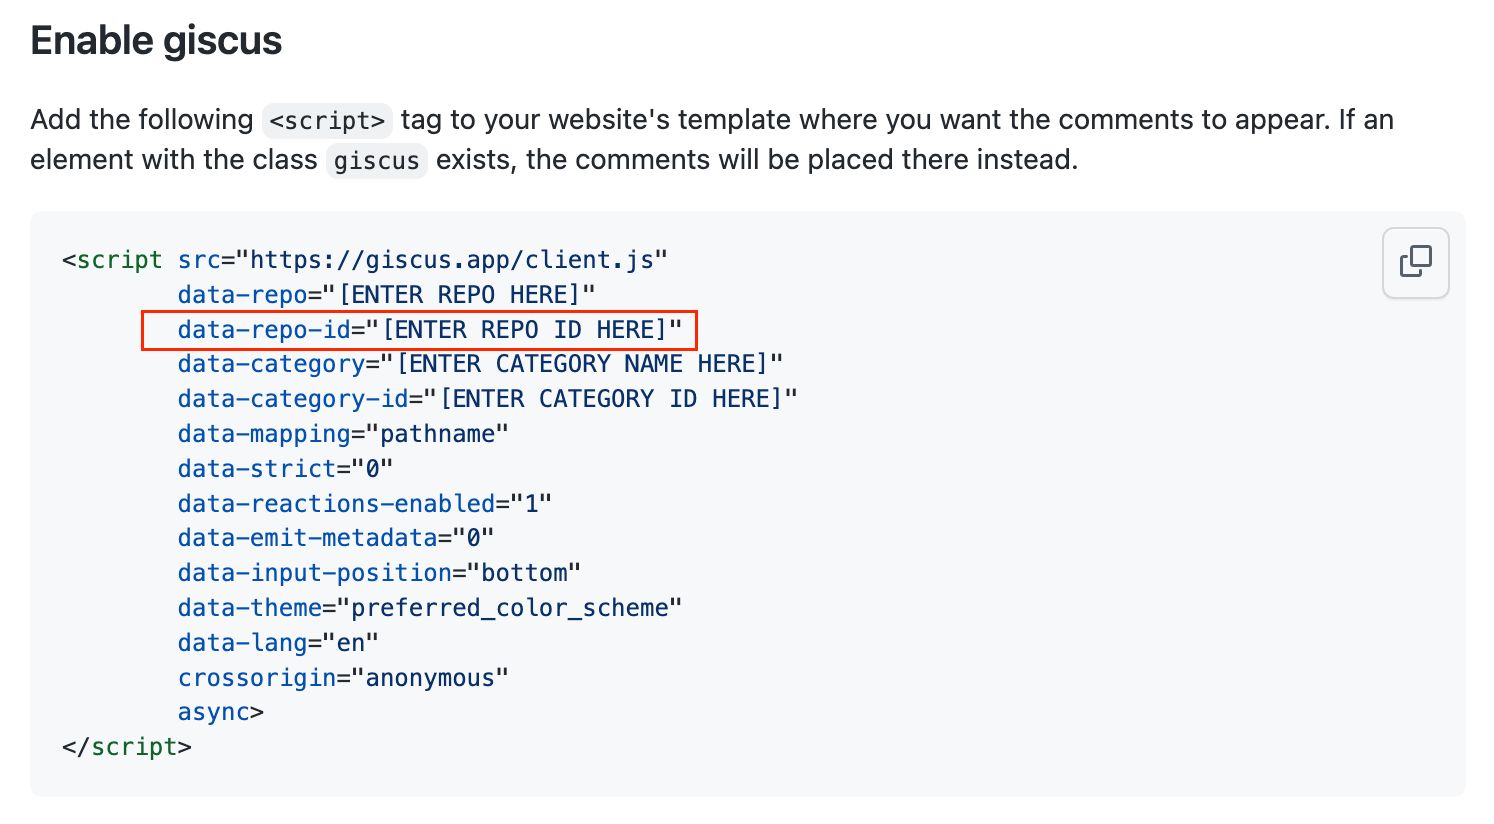 Enable giscus
Add the following <script> tag to your website's template where you want the comments to appear. If an
element with the class giscus exists, the comments will be placed there instead.
<script src="https://giscus.app/client.js"
data-repo="[ENTER REPO HERE]"
data-repo-id="[ENTER REPO ID HERE]"
data-category="[ENTER CATEGORY NAME HERE]"
data-category-id="[ENTER CATEGORY ID HERE]"
data-mapping="pathname"
data-strict="0"
data-reactions-enabled="1"
data-emit-metadata="0"
data-input-position="bottom"
data-theme="preferred_color_scheme"
data-lang="en"
crossorigin="anonymous"
async>
</script>